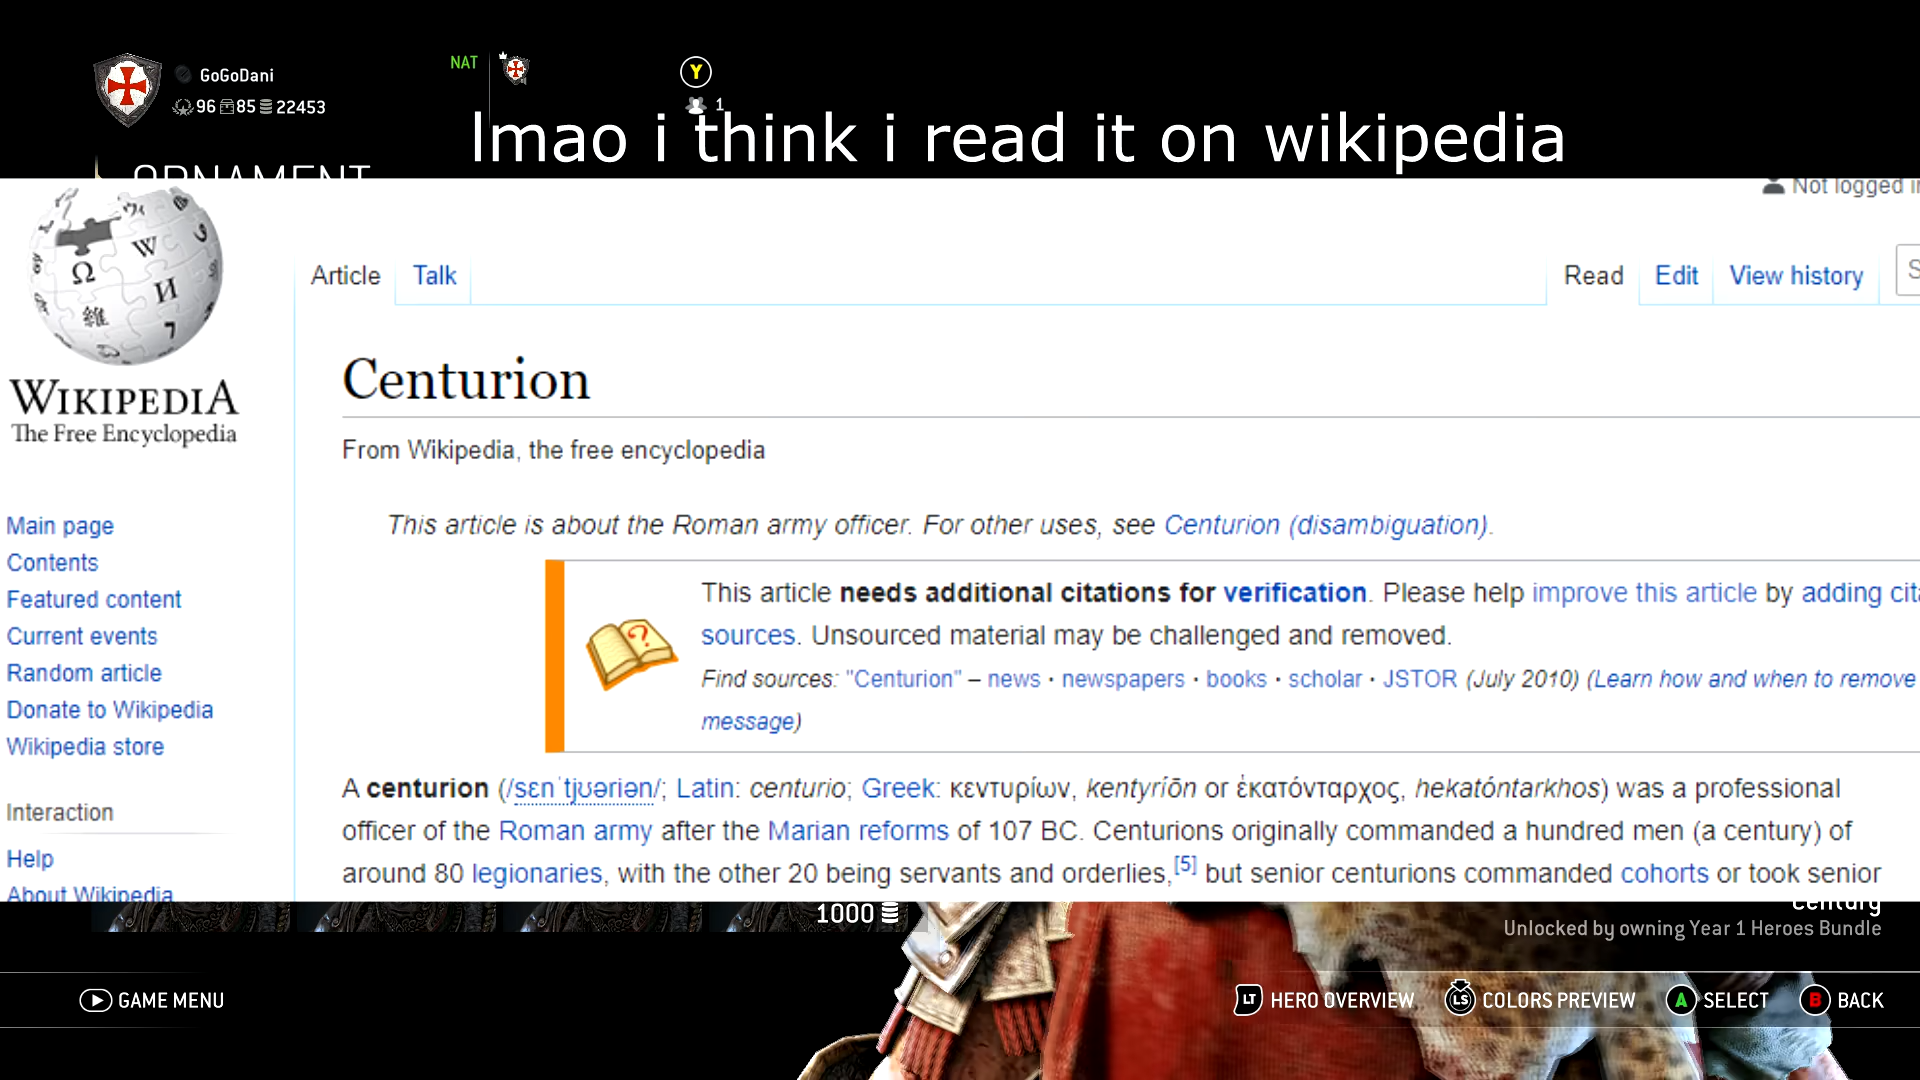 GoGoDani
96 85 22453
NAT
Y
1
lmao i think i read it on wikipedia
ORNAMENT
Not logged in
WIKIPEDIA
The Free Encyclopedia
Article Talk
Read Edit View history
Centurion
From Wikipedia, the free encyclopedia
This article is about the Roman army officer. For other uses, see Centurion (disambiguation).
This article needs additional citations for verification. Please help improve this article by adding
sources. Unsourced material may be challenged and removed.
Find sources: "Centurion" – news · newspapers · books · scholar · JSTOR (July 2010) (Learn how and when to remove
message)
A centurion (/sɛnˈtjʊəriən/; Latin: centurio; Greek: κεντυρίων, kentyríōn or ἑκατόνταρχος, hekatóntarkhos) was a professional
officer of the Roman army after the Marian reforms of 107 BC. Centurions originally commanded a hundred men (a century) of
around 80 legionaries, with the other 20 being servants and orderlies,[5] but senior centurions commanded cohorts or took senior
Main page
Contents
Featured content
Current events
Random article
Donate to Wikipedia
Wikipedia store
Interaction
Help
About Wikipedia
1000
Century
Unlocked by owning Year 1 Heroes Bundle
GAME MENU
LT HERO OVERVIEW LS COLORS PREVIEW A SELECT B BACK